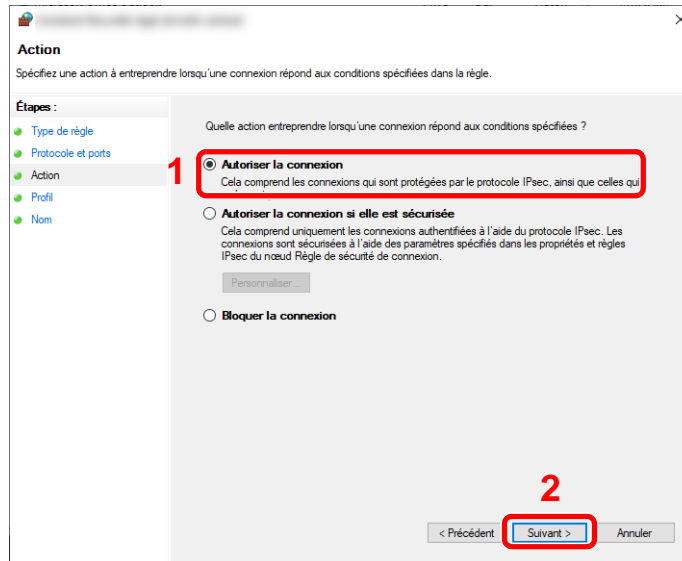 Action
Spécifiez une action à entreprendre lorsqu'une connexion répond aux conditions spécifiées dans la règle.
Étapes :
Type de règle
Protocole et ports
Action
Profil
Nom
Quelle action entreprendre lorsqu'une connexion répond aux conditions spécifiées ?
1
Autoriser la connexion
Cela comprend les connexions qui sont protégées par le protocole IPsec, ainsi que celles qui
Autoriser la connexion si elle est sécurisée
Cela comprend uniquement les connexions authentifiées à l'aide du protocole IPsec. Les
connexions sont sécurisées à l'aide des paramètres spécifiés dans les propriétés et règles
IPsec du nœud Règle de sécurité de connexion.
Personnaliser...
Bloquer la connexion
2
< Précédent Suivant > Annuler